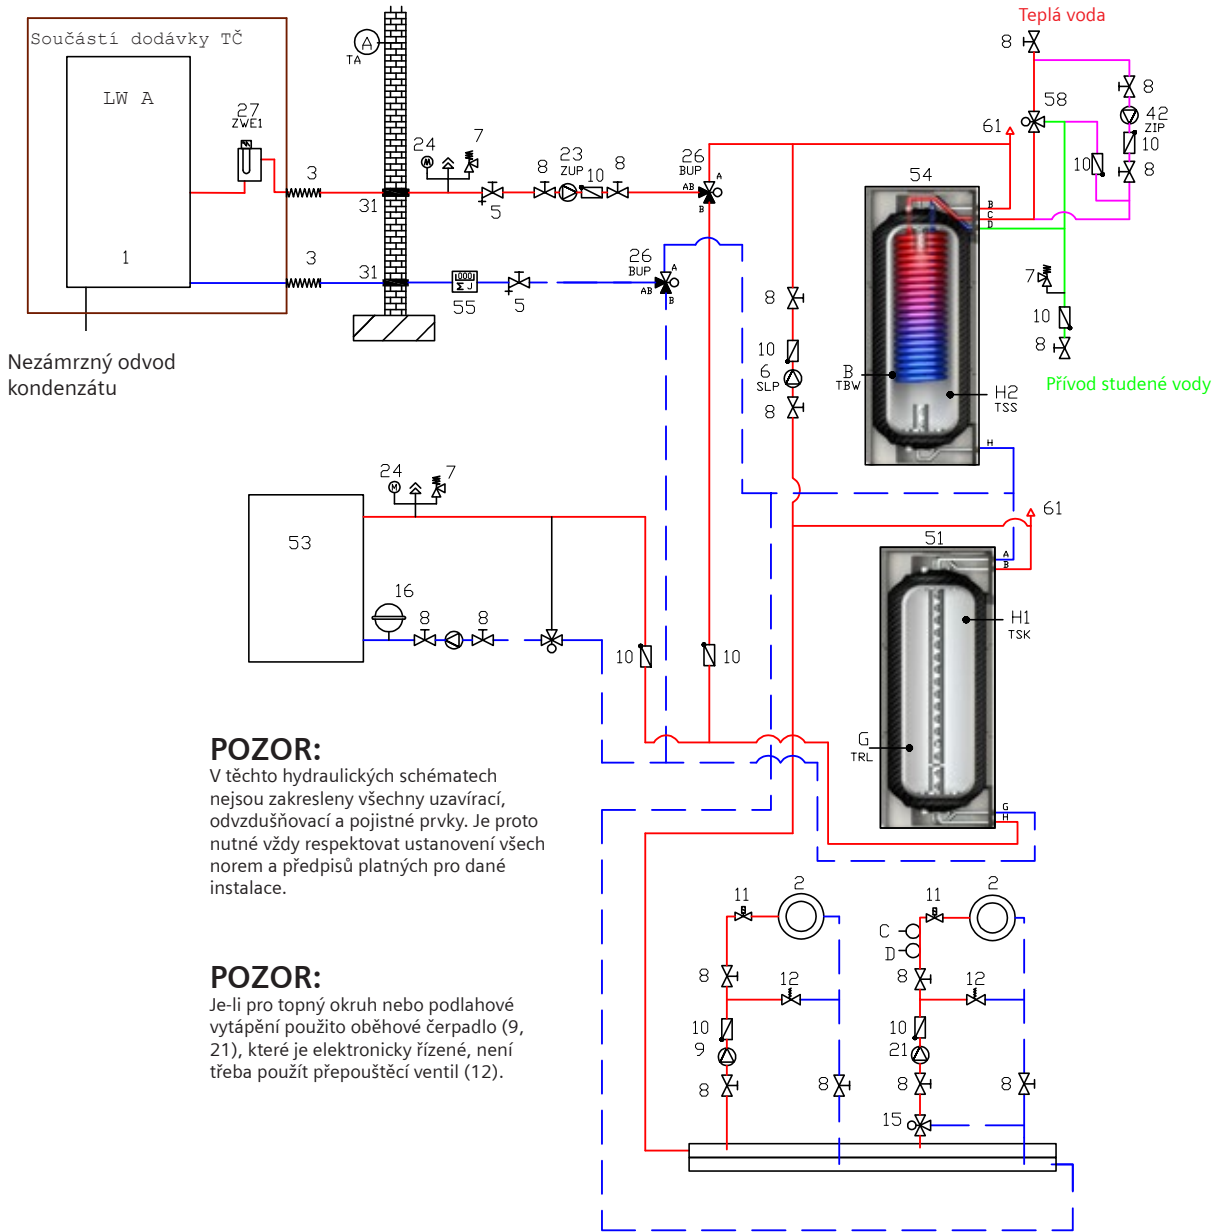 Teplá voda
Součástí dodávky TČ
A
TA
8
LW A
27
ZWE1
8
58
42
ZIP
61
24
7
M
8
23
ZUP
10
8
26
BUP
A
AB
B
10
10
8
3
31
5
54
B
C
D
1
3
31
1000
Σ J
55
5
26
BUP
A
AB
B
7
8
10
8
Nezámrzný odvod
kondenzátu
10
6
SLP
8
B
TBW
H2
TSS
Přívod studené vody
H
24
7
M
53
61
51
A
B
16
8
8
H1
TSK
10
10
G
TRL
G
H
POZOR:
V těchto hydraulických schématech
nejsou zakresleny všechny uzavírací,
odvzdušňovací a pojistné prvky. Je proto
nutné vždy respektovat ustanovení všech
norem a předpisů platných pro dané
instalace.
2
11
2
11
C
D
8
12
8
12
POZOR:
Je-li pro topný okruh nebo podlahové
vytápění použito oběhové čerpadlo (9,
21), které je elektronicky řízené, není
třeba použít přepouštěcí ventil (12).
10
9
8
8
10
21
8
8
15